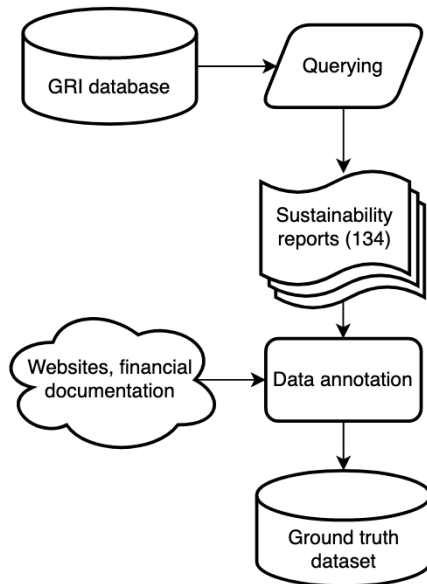 GRI database
Querying
Sustainability
reports (134)
Websites, financial
documentation
Data annotation
Ground truth
dataset